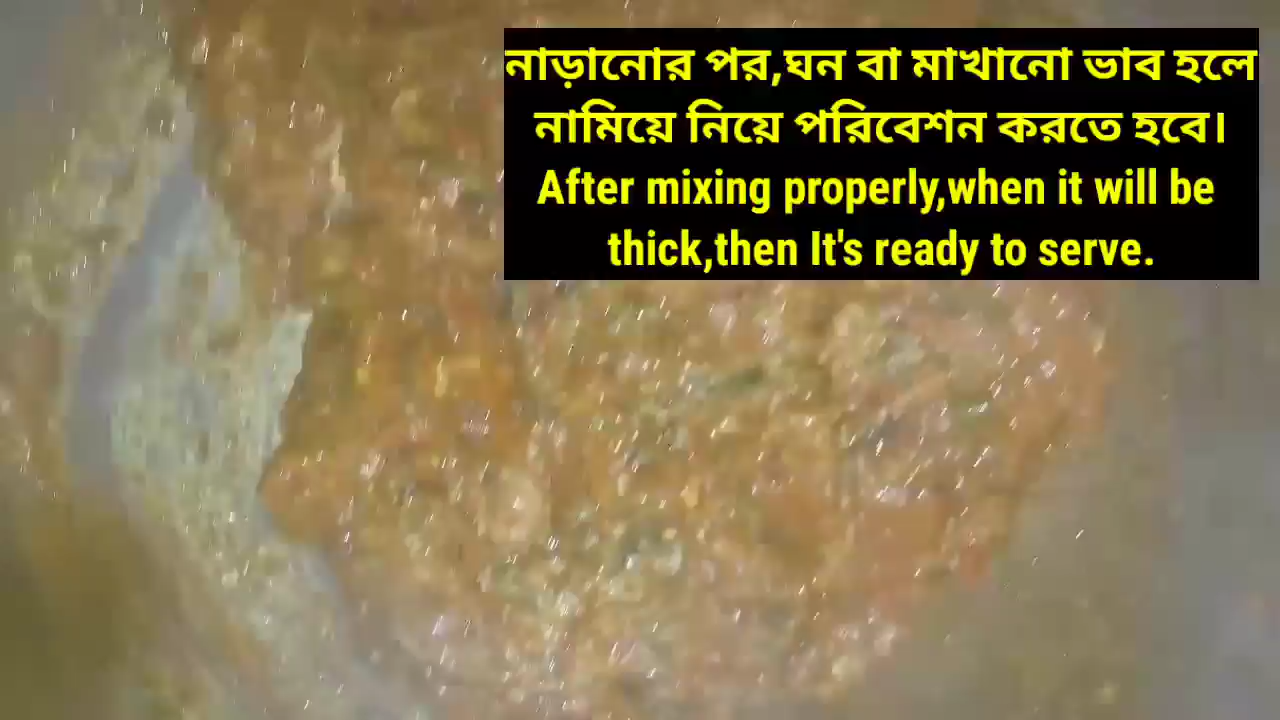 নাড়ানোর পর,ঘন বা মাখানো ভাব হলে
নামিয়ে নিয়ে পরিবেশন করতে হবে।
After mixing properly,when it will be
thick,then It's ready to serve.